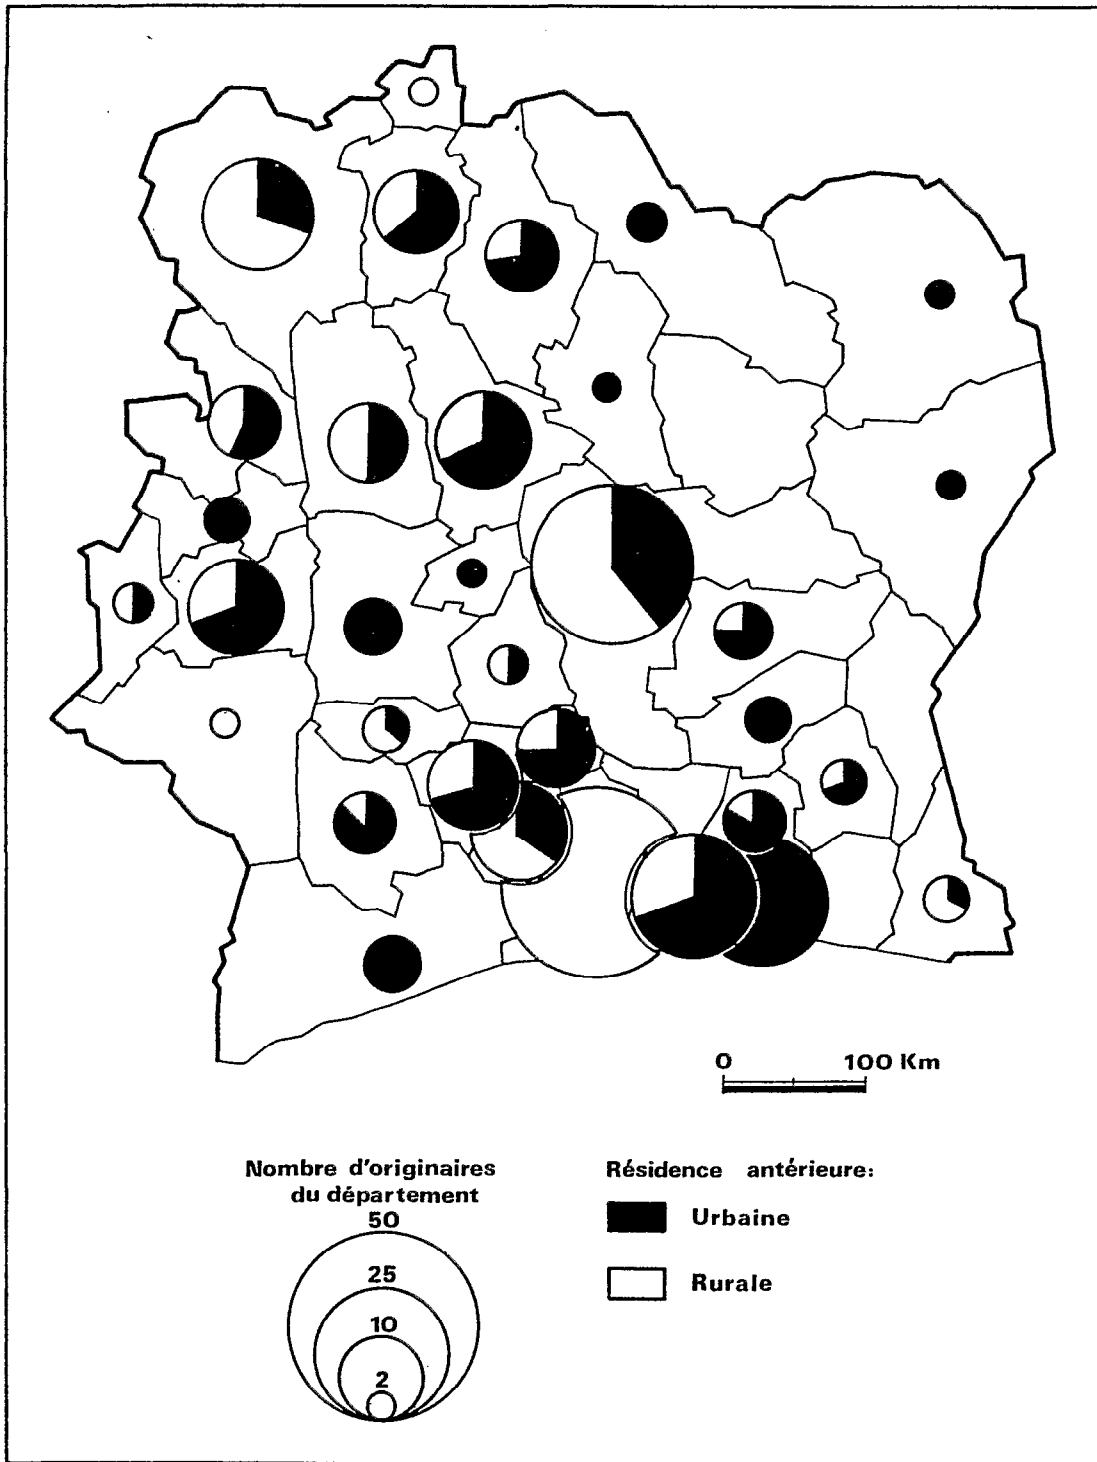 0 100 Km
Nombre d'originaires
du département
50
25
10
2
Résidence antérieure:
Urbaine
Rurale